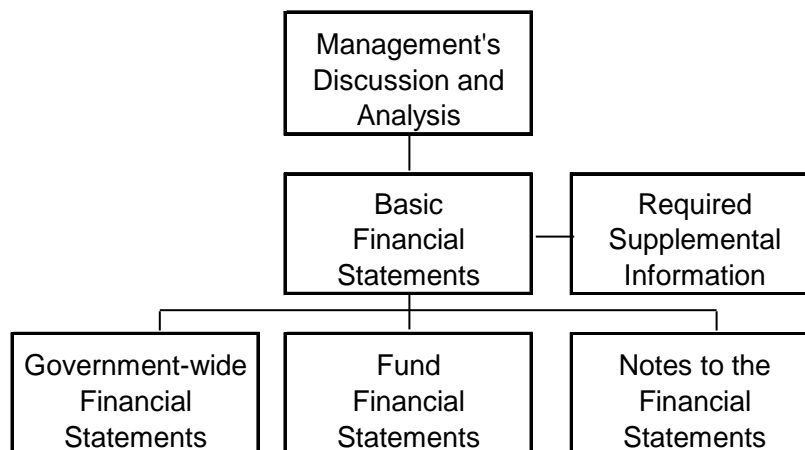 Management's
Discussion and
Analysis
Basic
Financial
Statements
Required
Supplemental
Information
Government-wide
Financial
Statements
Fund
Financial
Statements
Notes to the
Financial
Statements